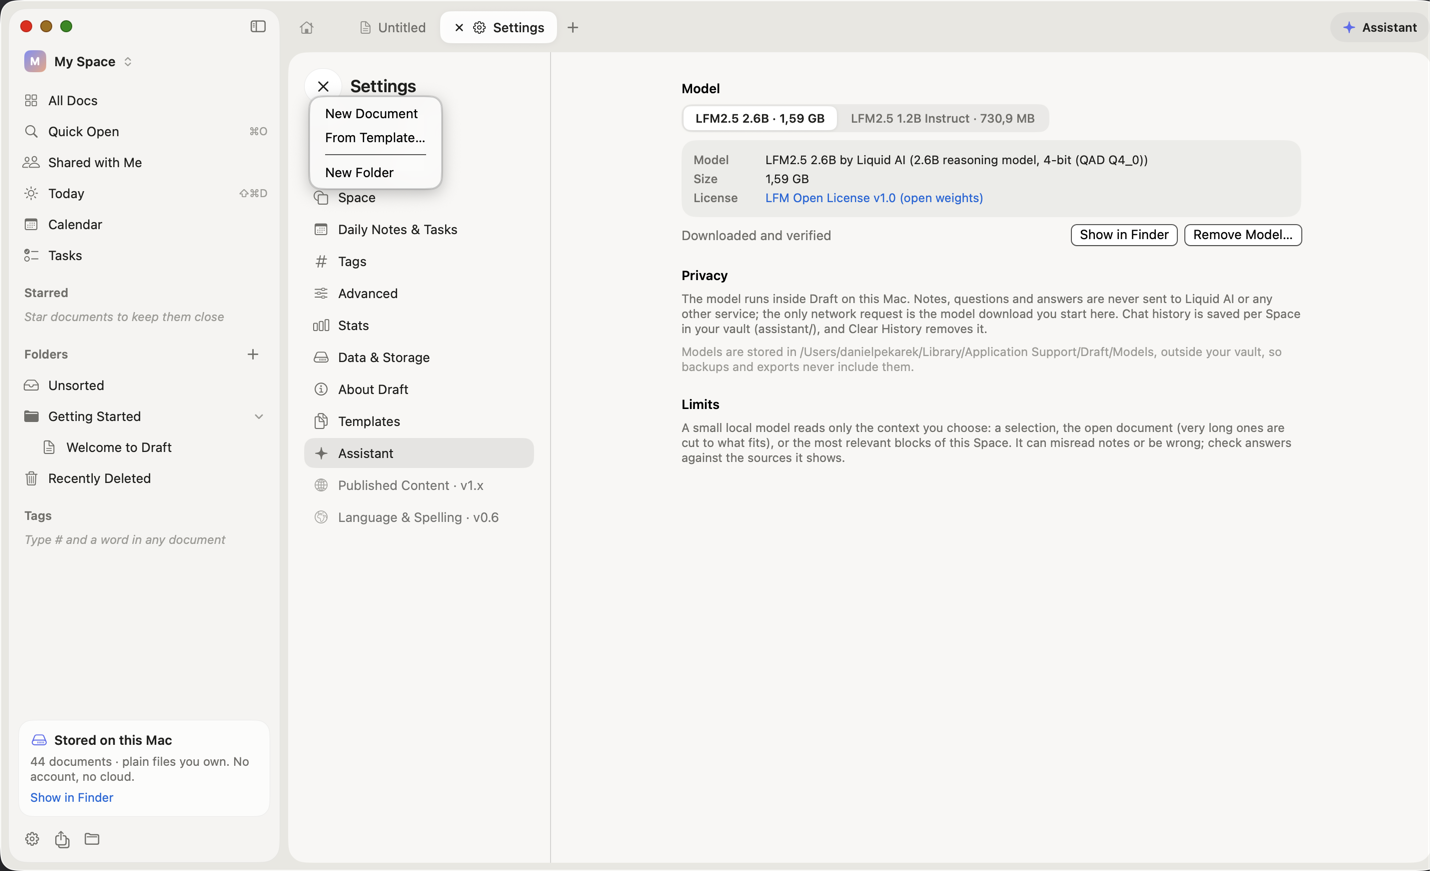 My Space
All Docs
Quick Open ⌘O
Shared with Me
Today ⇧⌘D
Calendar
Tasks
Starred
Star documents to keep them close
Folders
Unsorted
Getting Started
Welcome to Draft
Recently Deleted
Tags
Type # and a word in any document
Stored on this Mac
44 documents · plain files you own. No
account, no cloud.
Show in Finder
Untitled
Settings
Assistant
Settings
New Document
From Template...
New Folder
Space
Daily Notes & Tasks
Tags
Advanced
Stats
Data & Storage
About Draft
Templates
Assistant
Published Content · v1.x
Language & Spelling · v0.6
Model
LFM2.5 2.6B · 1,59 GB
LFM2.5 1.2B Instruct · 730,9 MB
Model LFM2.5 2.6B by Liquid AI (2.6B reasoning model, 4-bit (QAD Q4_0))
Size 1,59 GB
License LFM Open License v1.0 (open weights)
Downloaded and verified
Show in Finder
Remove Model...
Privacy
The model runs inside Draft on this Mac. Notes, questions and answers are never sent to Liquid AI or any
other service; the only network request is the model download you start here. Chat history is saved per Space
in your vault (assistant/), and Clear History removes it.
Models are stored in /Users/danielpekarek/Library/Application Support/Draft/Models, outside your vault, so
backups and exports never include them.
Limits
A small local model reads only the context you choose: a selection, the open document (very long ones are
cut to what fits), or the most relevant blocks of this Space. It can misread notes or be wrong; check answers
against the sources it shows.